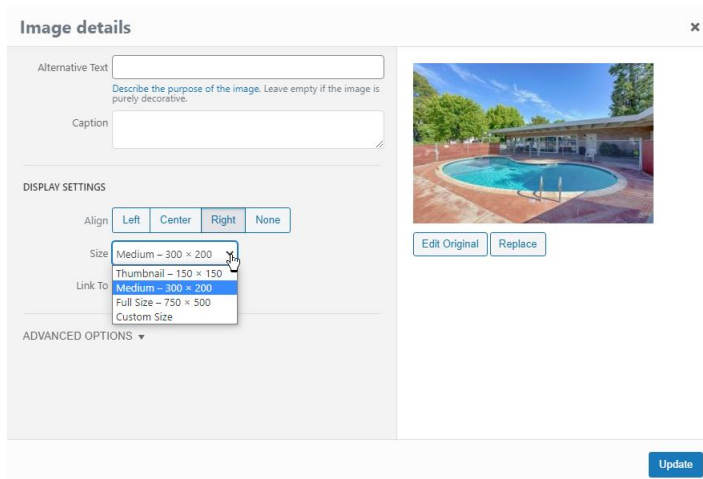 Image details
Alternative Text
Describe the purpose of the image. Leave empty if the image is
purely decorative.
Caption
DISPLAY SETTINGS
Align Left Center Right None
Size Medium – 300 × 200
Thumbnail – 150 × 150
Link To Medium – 300 × 200
Full Size – 750 × 500
Custom Size
ADVANCED OPTIONS
Edit Original Replace
Update